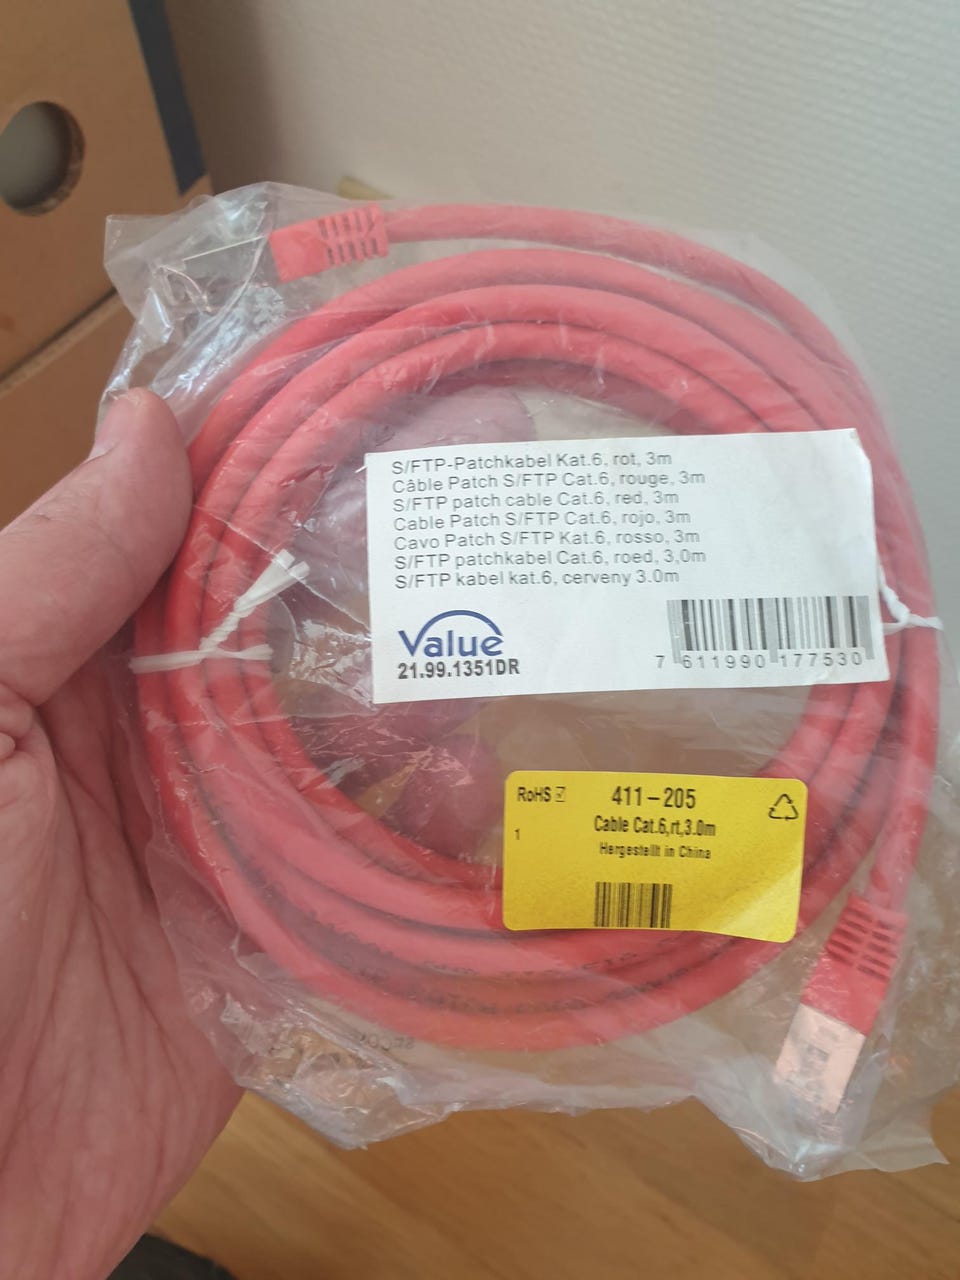 S/FTP-Patchkabel Kat.6, rot, 3m
Câble Patch S/FTP Cat.6, rouge, 3m
S/FTP patch cable Cat.6, red, 3m
Cable Patch S/FTP Cat.6, rojo, 3m
Cavo Patch S/FTP Kat.6, rosso, 3m
S/FTP patchkabel Cat.6, roed, 3,0m
S/FTP kabel kat.6, cerveny 3.0m
Value
21.99.1351DR
7 611990 177530
RoHS
411-205
1
Cable Cat.6,rt,3.0m
Hergestellt in China